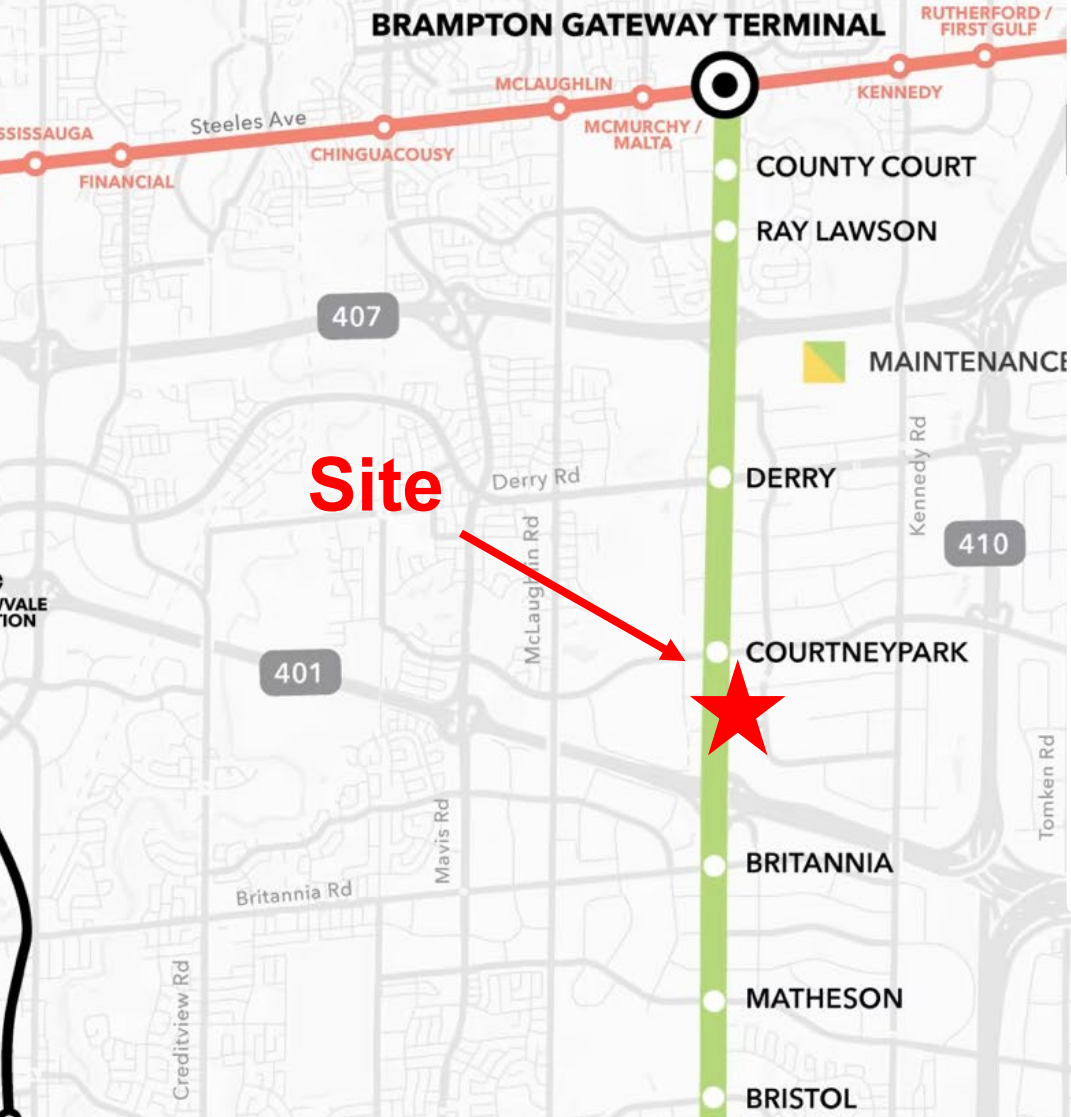 BRAMPTON GATEWAY TERMINAL
RUTHERFORD /
FIRST GULF
MCLAUGHLIN
KENNEDY
Steeles Ave
MCMURCHY /
MALTA
SSISSAUGA
CHINGUACOUSY
FINANCIAL
COUNTY COURT
RAY LAWSON
407
MAINTENANCE
Site
Derry Rd
DERRY
Kennedy Rd
410
McLaughlin Rd
VALE
TION
COURTNEYPARK
401
Tomken Rd
Mavis Rd
BRITANNIA
Britannia Rd
Creditview Rd
MATHESON
BRISTOL